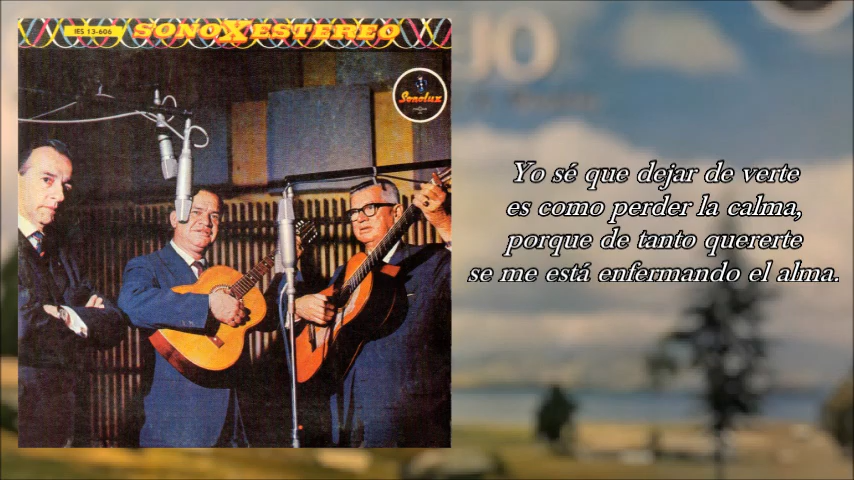 IES 13-606
SONOXESTEREO
Sonolux
JO
Yo sé que dejar de verte
es como perder la calma,
porque de tanto quererte
se me está enfermando el alma.